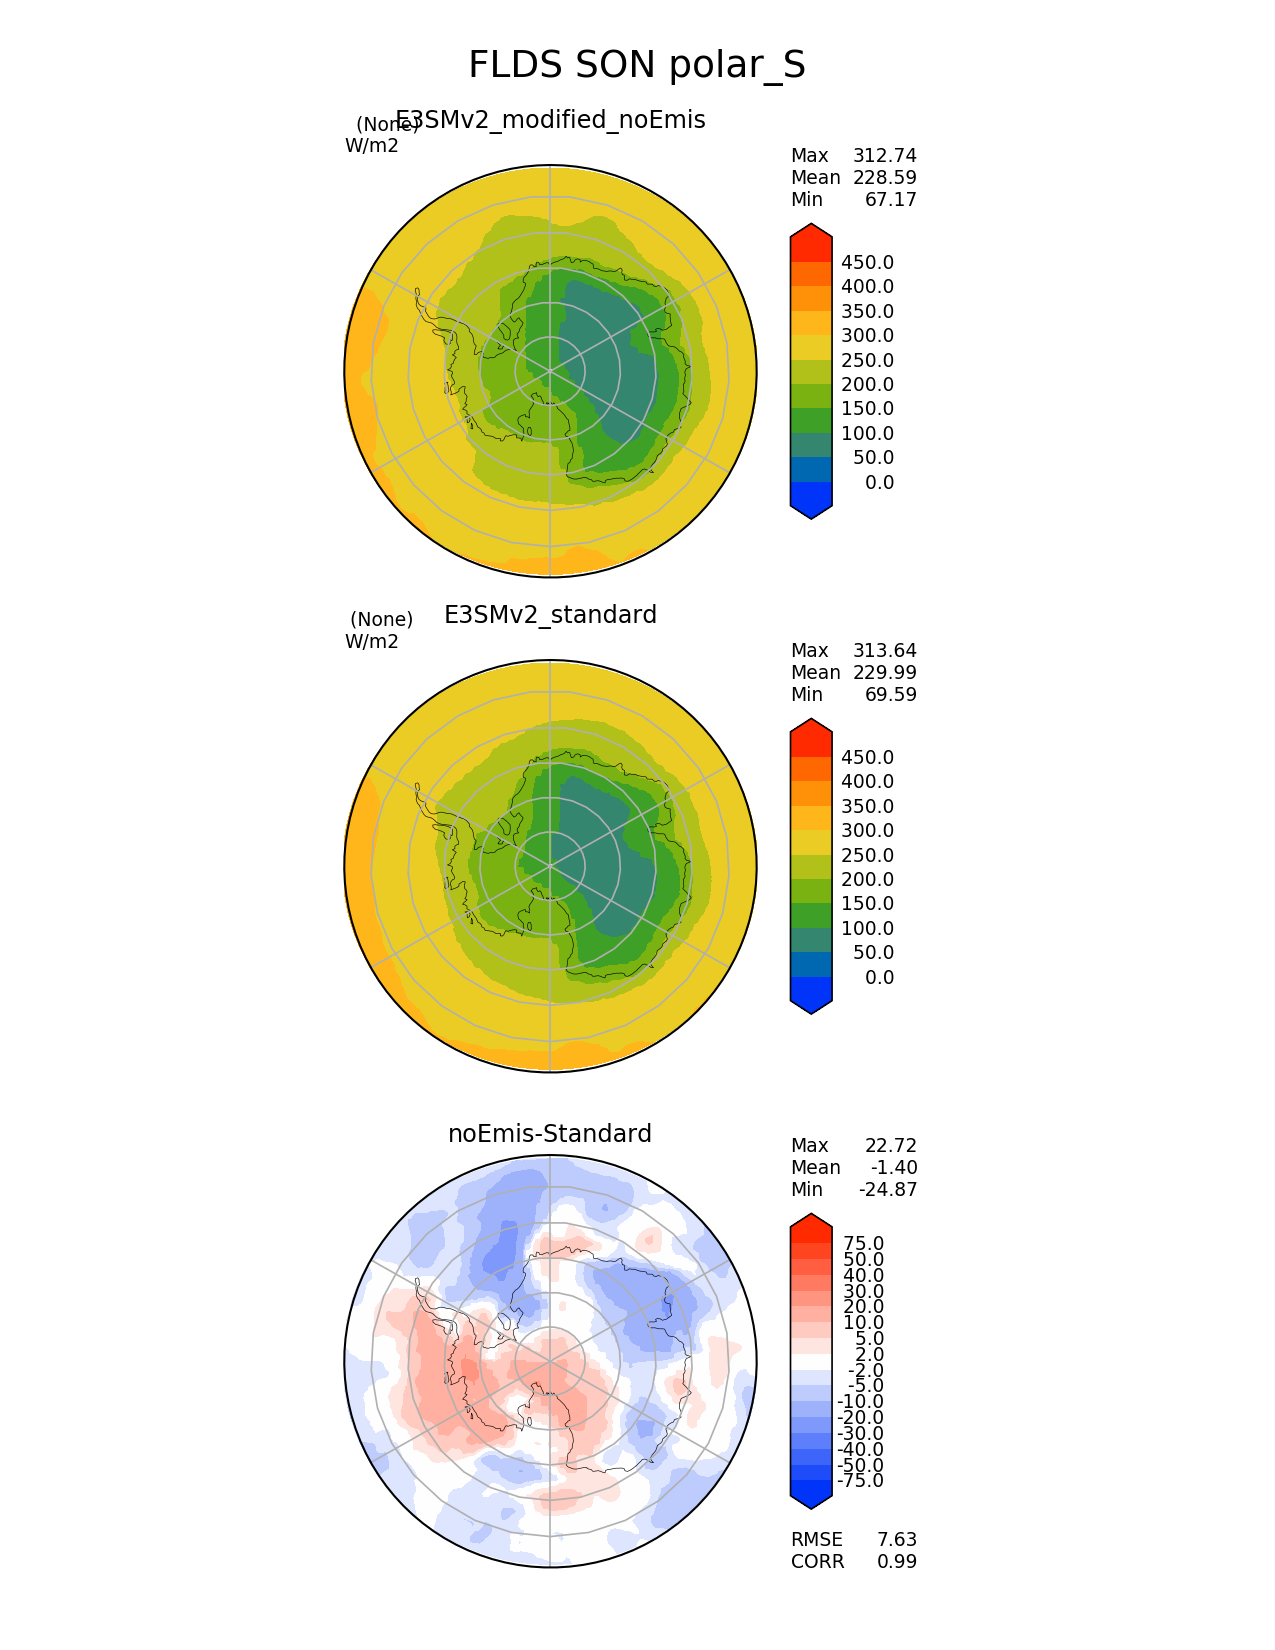 FLDS SON polar_S
E3SMv2_modified_noEmis
(None)
W/m2
Max 312.74
Mean 228.59
Min 67.17
450.0
400.0
350.0
300.0
250.0
200.0
150.0
100.0
50.0
0.0
E3SMv2_standard
(None)
W/m2
Max 313.64
Mean 229.99
Min 69.59
450.0
400.0
350.0
300.0
250.0
200.0
150.0
100.0
50.0
0.0
noEmis-Standard
Max 22.72
Mean -1.40
Min -24.87
75.0
50.0
40.0
30.0
20.0
10.0
5.0
2.0
-2.0
-5.0
-10.0
-20.0
-30.0
-40.0
-50.0
-75.0
RMSE 7.63
CORR 0.99